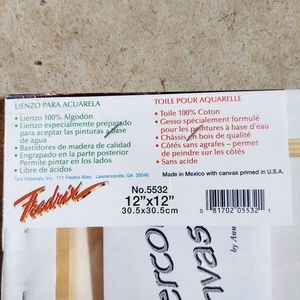 LIENZO PARA ACUARELA
• Lienzo 100% Algodón
• Lienzo especialmente preparado
para aceptar las pinturas a base
de agua
• Bastidores de madera de calidad
• Engrapado en la parte posterior
Permite pintar en los lados
• Libre de ácidos
TOILE POUR AQUARELLE
• Toile 100% Coton
• Gesso spécialement formulé
pour les peintures à base d'eau
• Châssis en bois de qualité
• Côtés sans agrafes – permet
de peindre sur les côtés
• Sans acide
Tara Materials, Inc. 111 Fredrix Alley Lawrenceville, GA 30046
Made in Mexico with canvas primed in U.S.A.
Fredrix
No.5532
12"x12"
30.5x30.5cm
0 81702 05532 1
by Ann